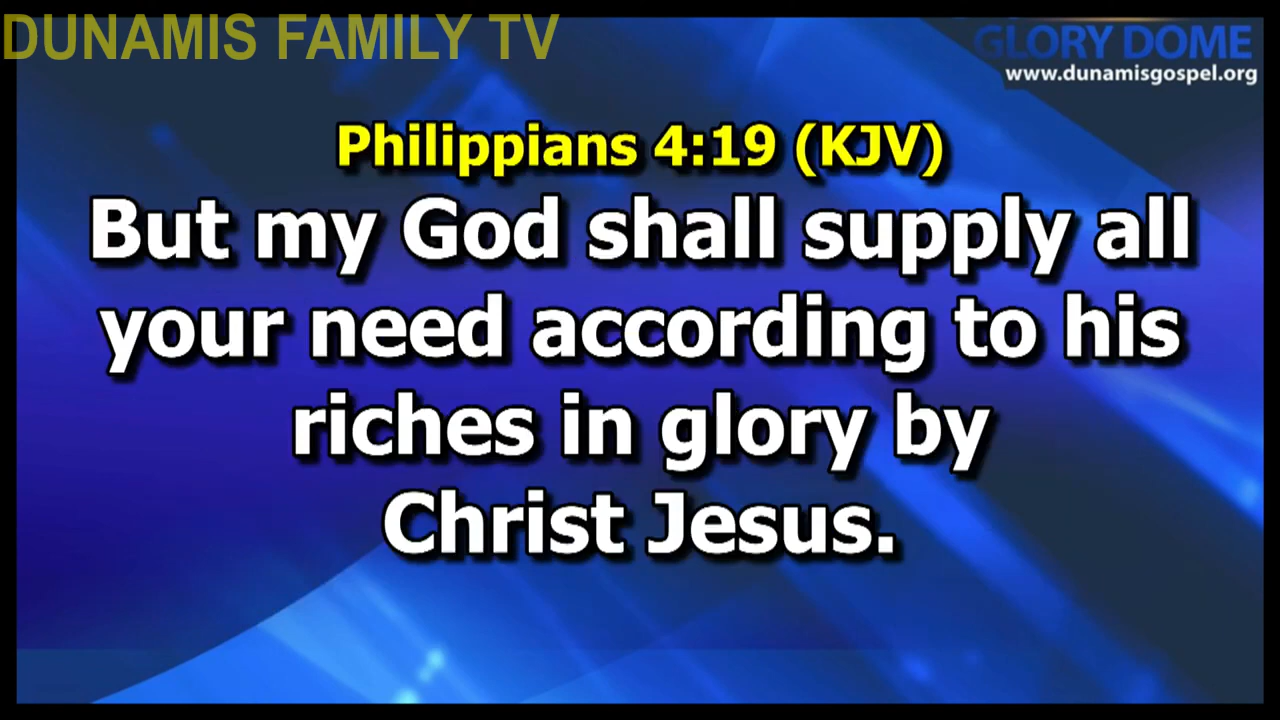 DUNAMIS FAMILY TV
GLORY DOME
www.dunamisgospel.org
Philippians 4:19 (KJV)
But my God shall supply all
your need according to his
riches in glory by
Christ Jesus.